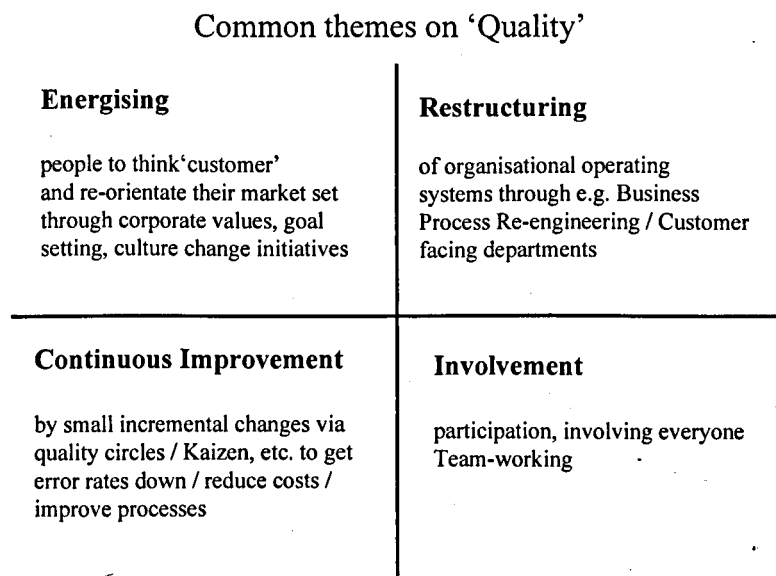 Common themes on ‘Quality’
Energising
people to think‘customer’
and re-orientate their market set
through corporate values, goal
setting, culture change initiatives
Restructuring
of organisational operating
systems through e.g. Business
Process Re-engineering / Customer
facing departments
Continuous Improvement
by small incremental changes via
quality circles / Kaizen, etc. to get
error rates down / reduce costs /
improve processes
Involvement
participation, involving everyone
Team-working